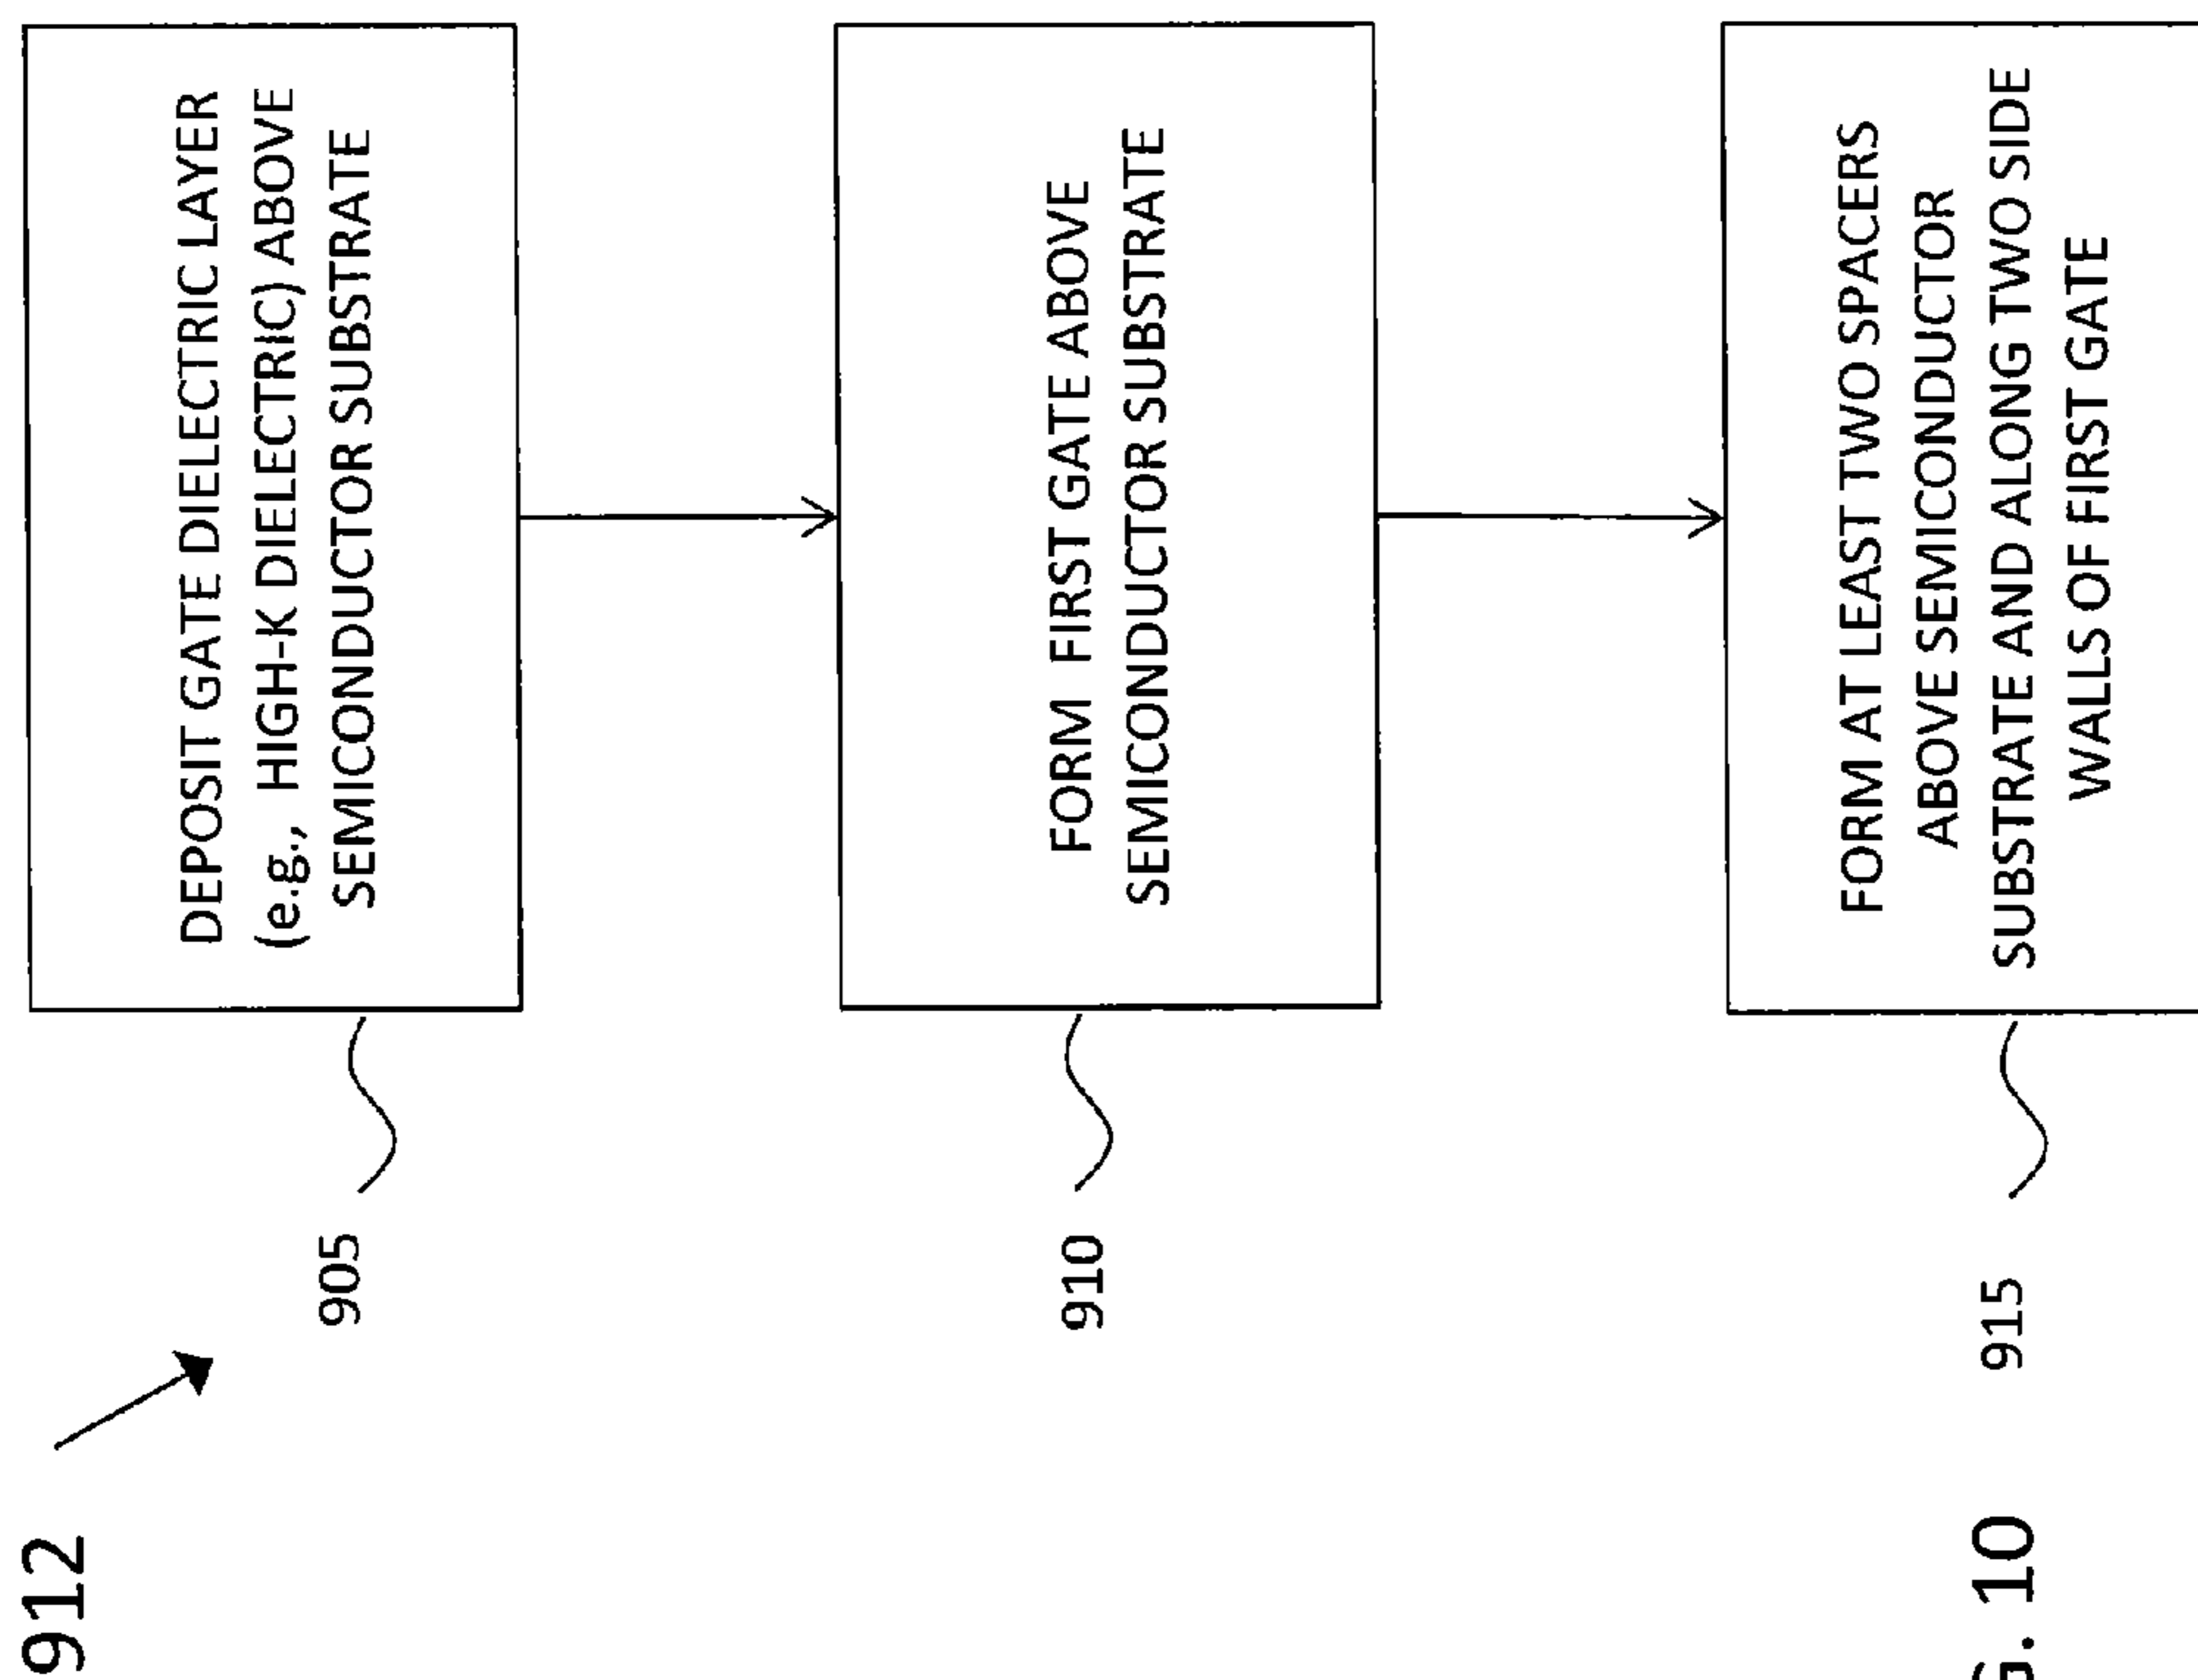 912
DEPOSIT GATE DIELECTRIC LAYER
(e.g., HIGH-K DIELECTRIC) ABOVE
SEMICONDUCTOR SUBSTRATE
905
FORM FIRST GATE ABOVE
SEMICONDUCTOR SUBSTRATE
910
FORM AT LEAST TWO SPACERS
ABOVE SEMICONDUCTOR
SUBSTRATE AND ALONG TWO SIDE
WALLS OF FIRST GATE
915
G. 10